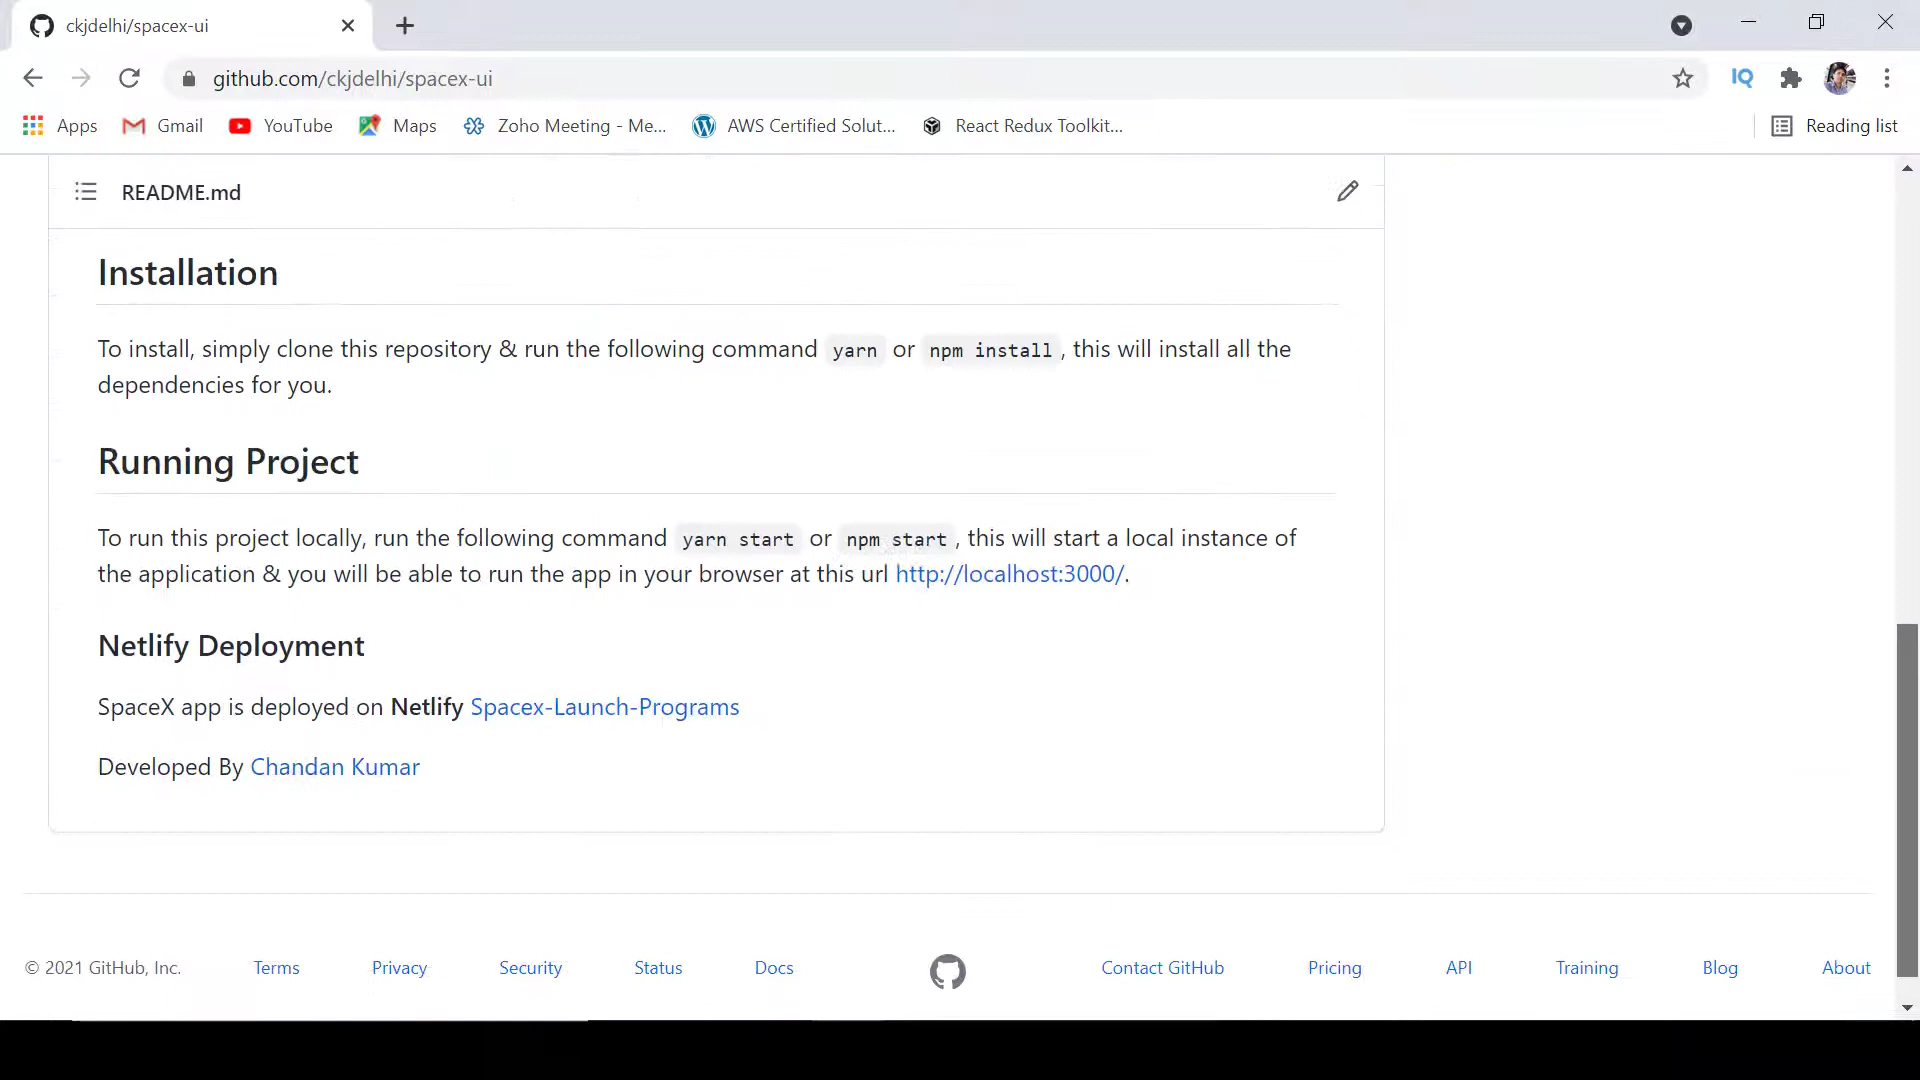 ckjdelhi/spacex-ui
github.com/ckjdelhi/spacex-ui
IQ
Apps Gmail YouTube Maps Zoho Meeting - Me... AWS Certified Solut... React Redux Toolkit... Reading list
README.md
Installation
To install, simply clone this repository & run the following command yarn or npm install, this will install all the
dependencies for you.
Running Project
To run this project locally, run the following command yarn start or npm start, this will start a local instance of
the application & you will be able to run the app in your browser at this url http://localhost:3000/.
Netlify Deployment
SpaceX app is deployed on Netlify Spacex-Launch-Programs
Developed By Chandan Kumar
© 2021 GitHub, Inc. Terms Privacy Security Status Docs Contact GitHub Pricing API Training Blog About